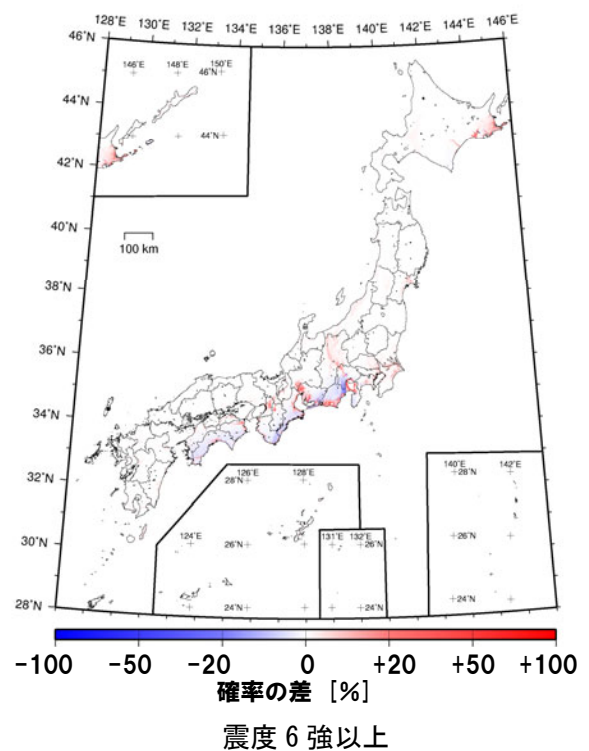 128°E 130°E 132°E 134°E 136°E 138°E 140°E 142°E 144°E 146°E
46°N
146°E 148°E 150°E
46°N
44°N
44°N
42°N
40°N
100 km
38°N
36°N
34°N
32°N
126°E 128°E
28°N
140°E 142°E
28°N
124°E
131°E 132°E
30°N
26°N
26°N
26°N
28°N
24°N
24°N
24°N
-100 -50 -20 0 +20 +50 +100
確率の差 [%]
震度6強以上